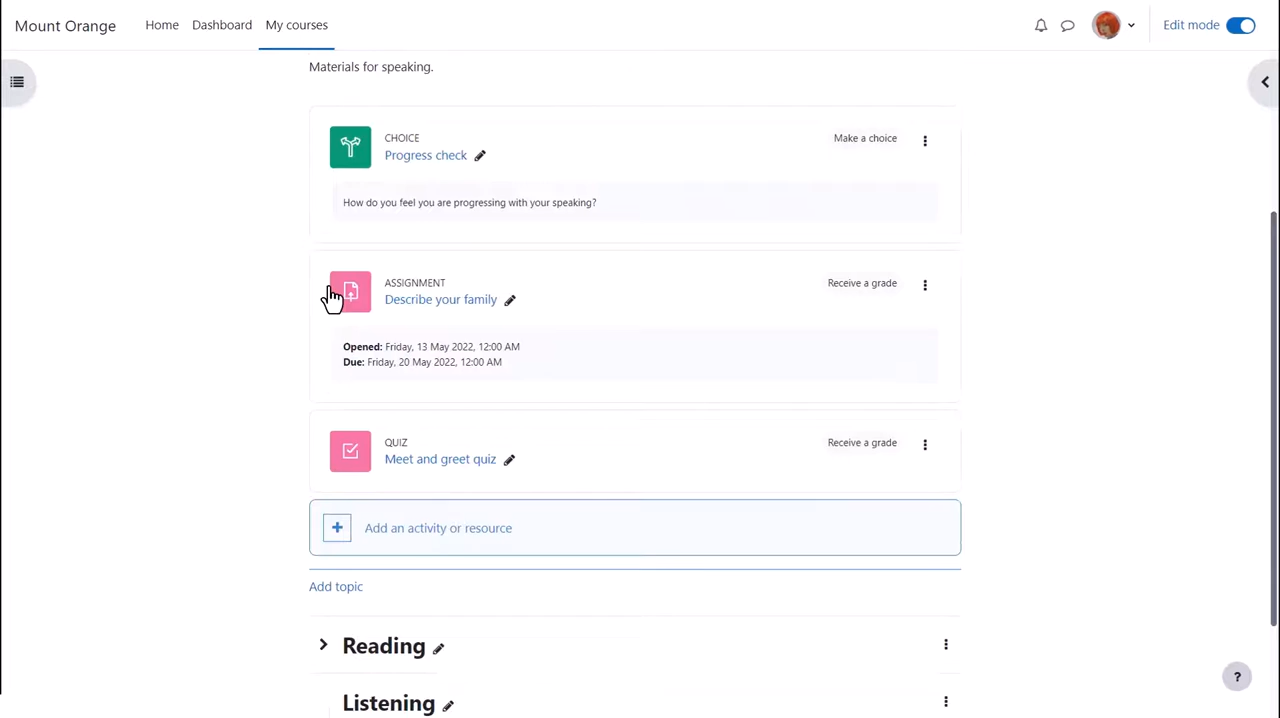 Mount Orange
Home Dashboard My courses
Edit mode
Materials for speaking.
CHOICE
Progress check
Make a choice
How do you feel you are progressing with your speaking?
ASSIGNMENT
Describe your family
Receive a grade
Opened: Friday, 13 May 2022, 12:00 AM
Due: Friday, 20 May 2022, 12:00 AM
QUIZ
Meet and greet quiz
Receive a grade
Add an activity or resource
Add topic
Reading
Listening
?